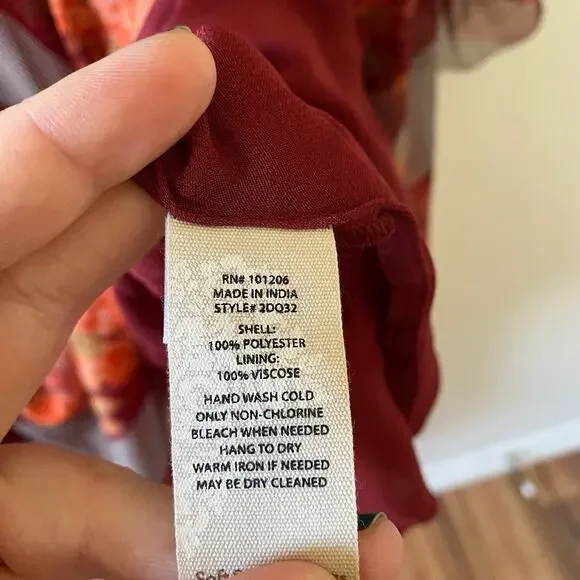 RN# 101206
MADE IN INDIA
STYLE# 2DQ32
SHELL:
100% POLYESTER
LINING:
100% VISCOSE
HAND WASH COLD
ONLY NON-CHLORINE
BLEACH WHEN NEEDED
HANG TO DRY
WARM IRON IF NEEDED
MAY BE DRY CLEANED